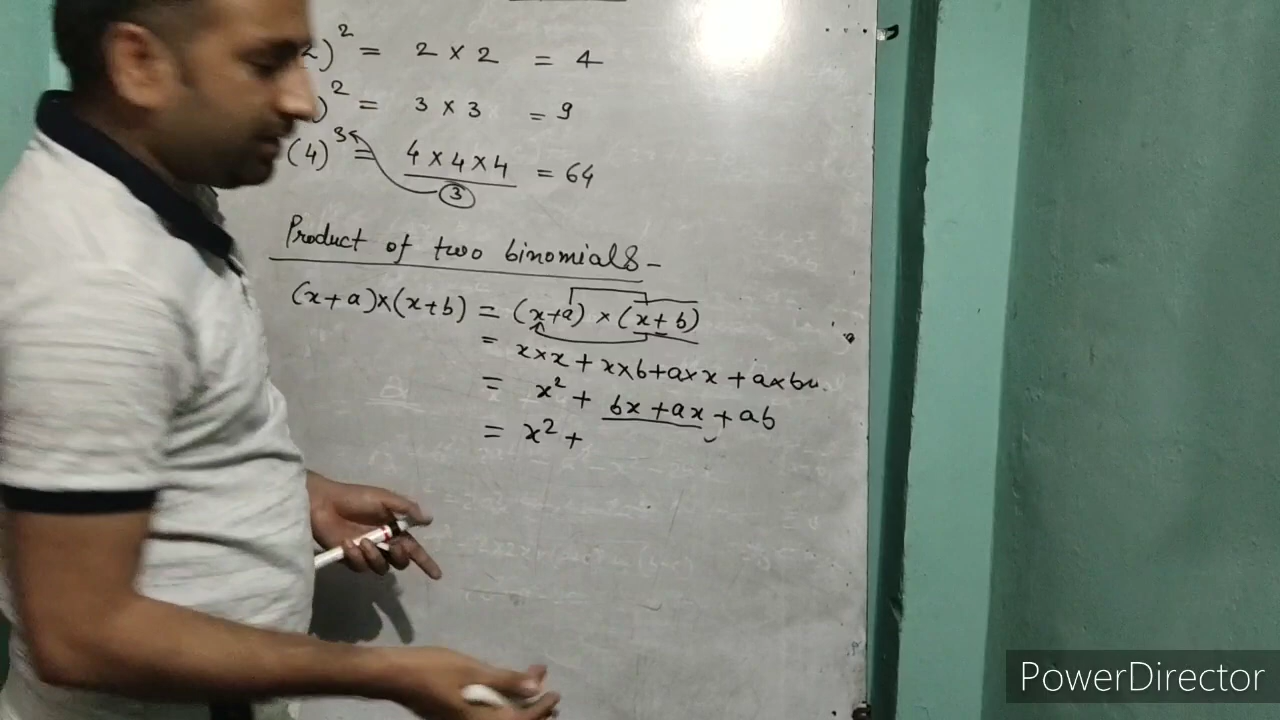 2)² = 2 × 2 = 4
)² = 3 × 3 = 9
(4)³ = 4 × 4 × 4 = 64
3
Product of two binomials –
(x+a)×(x+b) = (x+a) × (x+b)
= x×x + x×b+a×x + a×b
= x² + bx +ax + ab
= x² +
PowerDirector